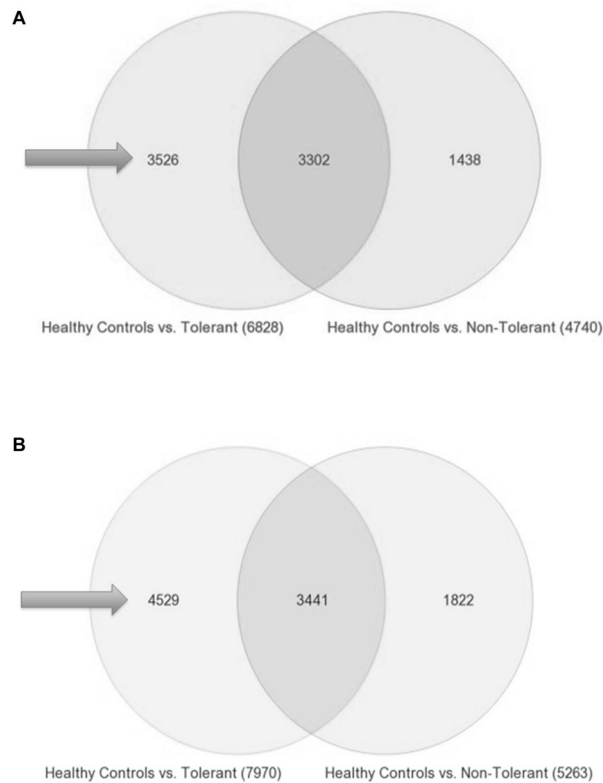 A
3526 3302 1438
Healthy Controls vs. Tolerant (6828) Healthy Controls vs. Non-Tolerant (4740)
B
4529 3441 1822
Healthy Controls vs. Tolerant (7970) Healthy Controls vs. Non-Tolerant (5263)